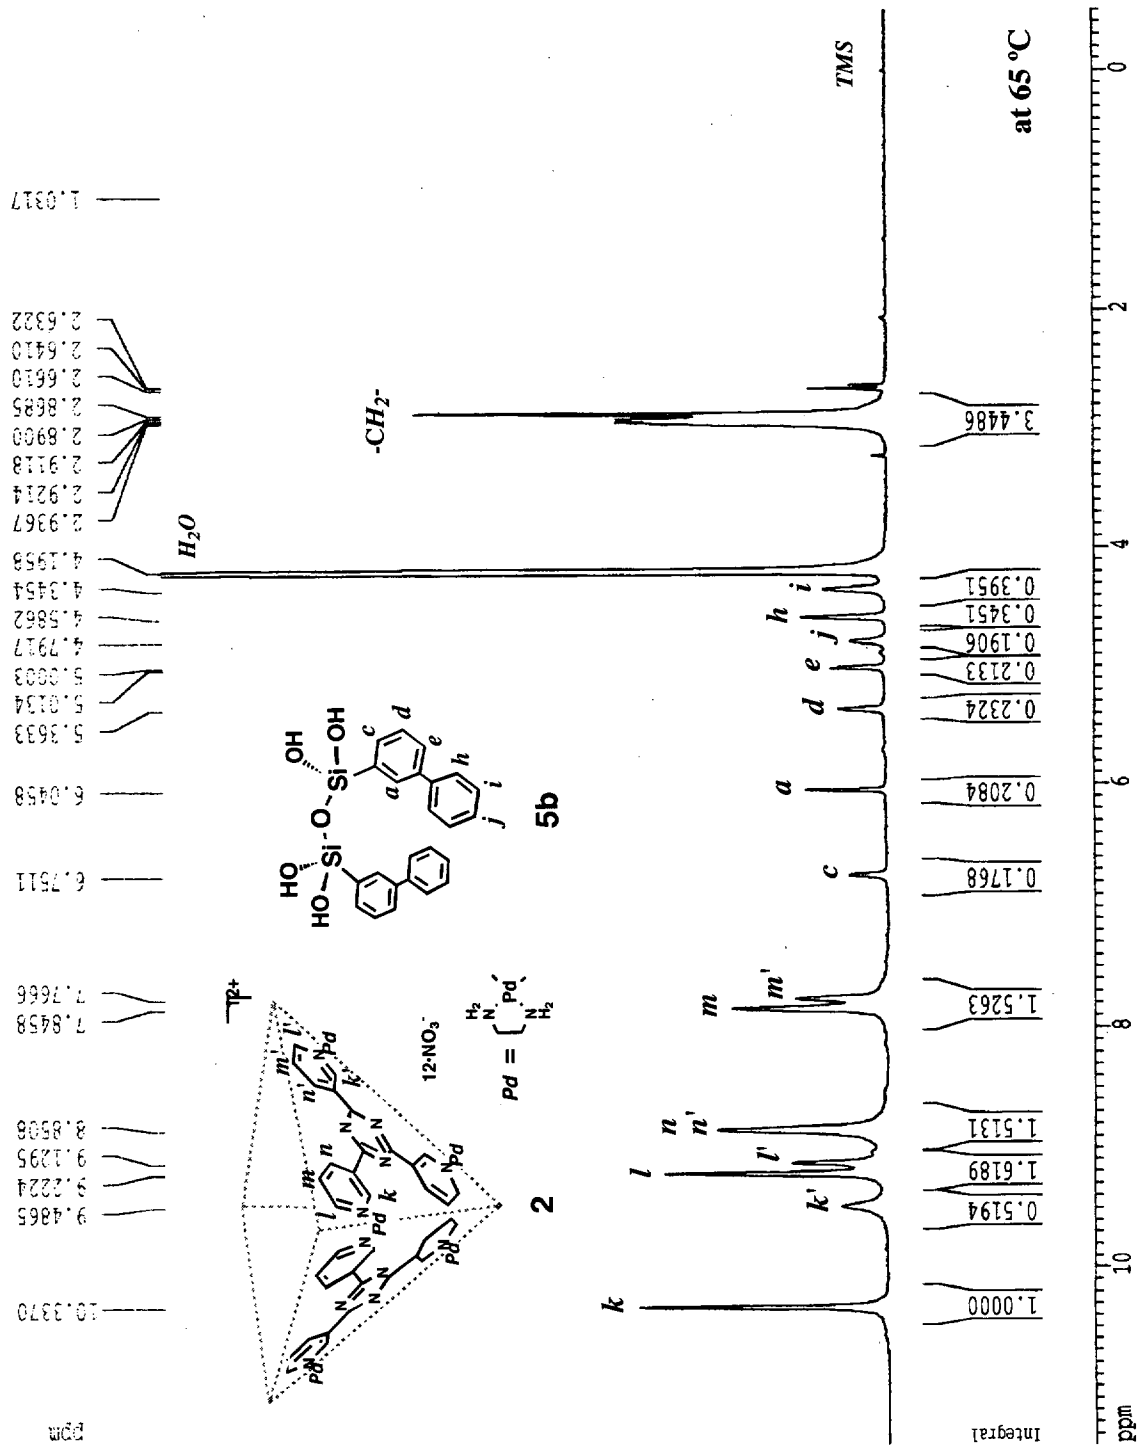 ppm
10.3370
9.4865
9.2224
9.1295
8.8508
7.8458
7.7666
6.7511
6.0458
5.3633
5.0134
5.0003
4.7917
4.5862
4.3454
4.1958
2.9367
2.9214
2.9118
2.8900
2.8685
2.6610
2.6410
2.6322
1.0317
12+
m' l'
n' N Pd
k'
m n N N
l N k N Pd
Pd N
N N N
N Pd
N Pd
2
12·NO3-
Pd =
H2
N
Pd
N
H2
HO OH
HO Si O Si OH
a c
d
e
h
i
j
5b
H2O
-CH2-
TMS
k
k'
l
l'
n
n'
m
m'
c
a
d
e
j
h
i
at 65 °C
Integral
1.0000
0.5194
1.6189
1.5131
1.5263
0.1768
0.2084
0.2324
0.2133
0.1906
0.3451
0.3951
3.4486
ppm 10 8 6 4 2 0